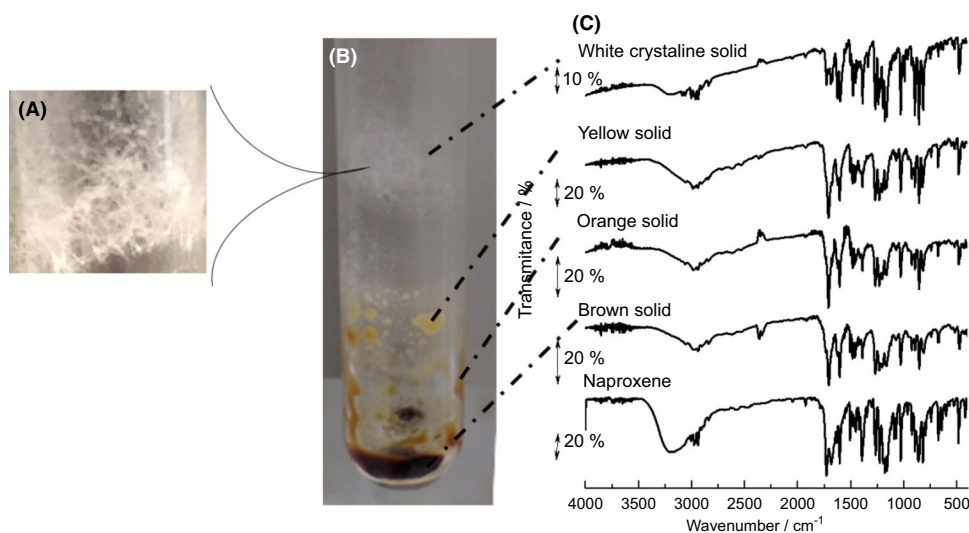 (A)
(B)
(C)
White crystaline solid
10 %
Yellow solid
20 %
Orange solid
20 %
Brown solid
20 %
Naproxene
20 %
Transmitance / %
4000 3500 3000 2500 2000 1500 1000 500
Wavenumber / cm⁻¹